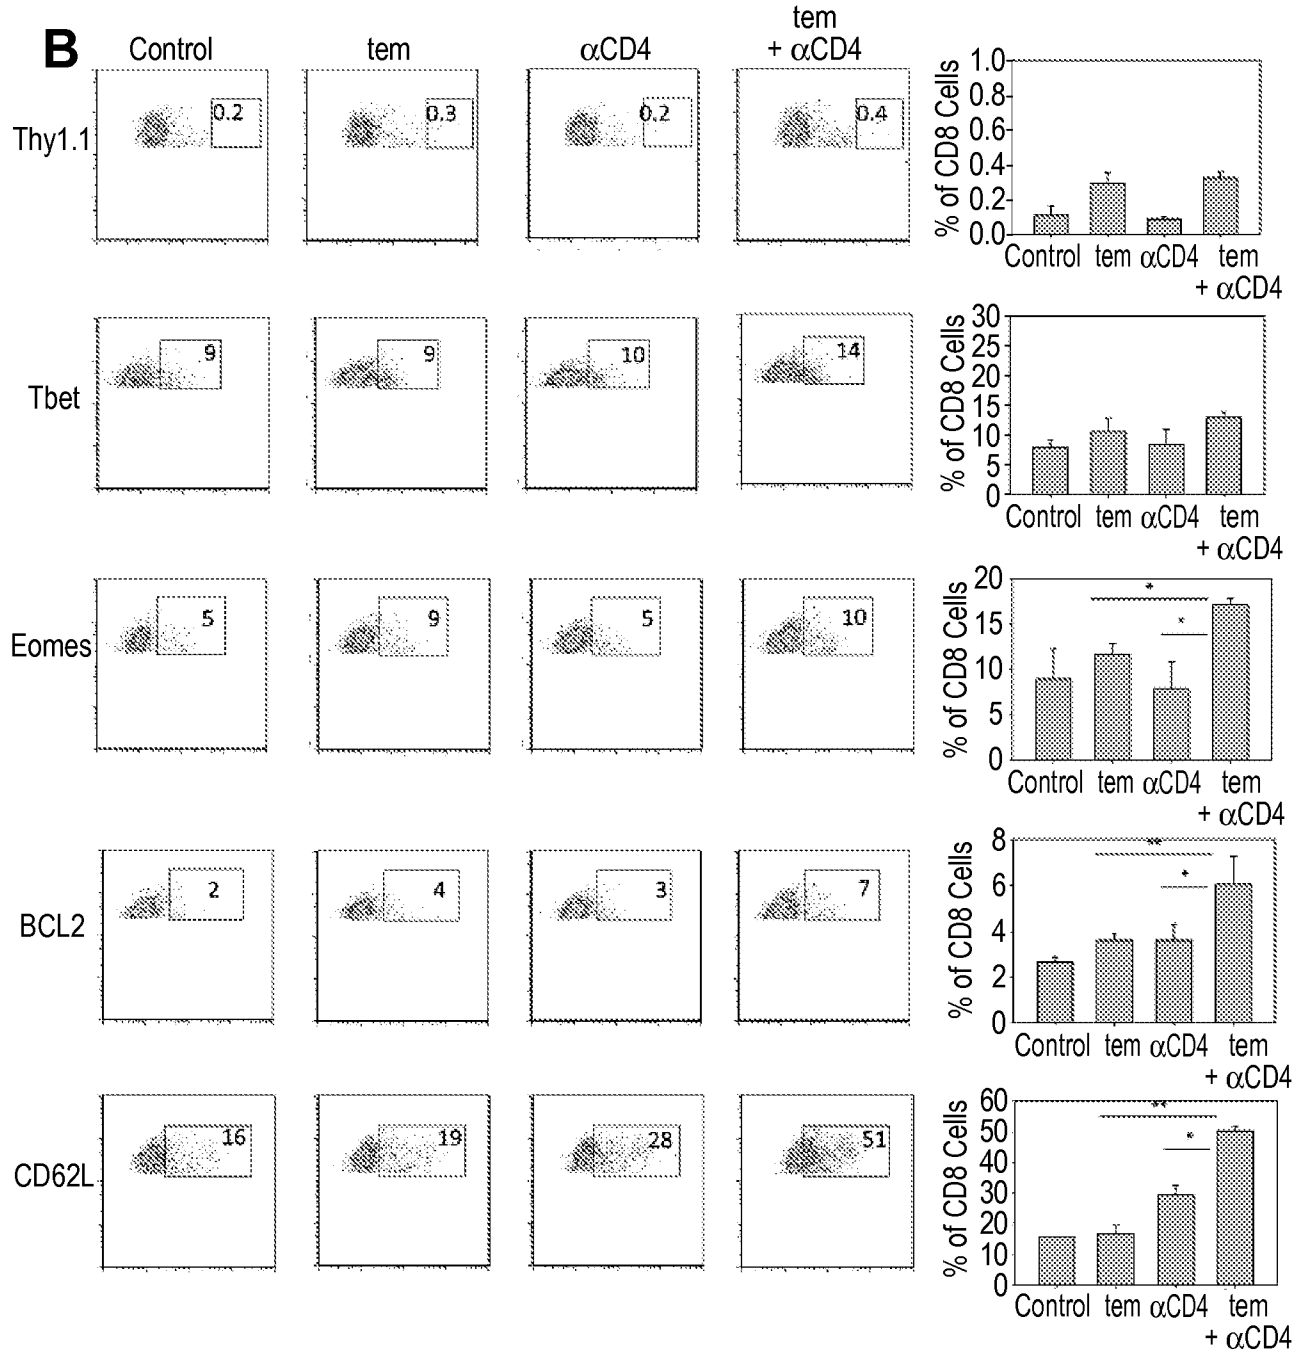 B
Control
tem
αCD4
tem
+ αCD4
Thy1.1
0.2
0.3
0.2
0.4
% of CD8 Cells
1.0
0.8
0.6
0.4
0.2
0.0
Control tem αCD4 tem
+ αCD4
Tbet
9
9
10
14
% of CD8 Cells
30
25
20
15
10
5
0
Control tem αCD4 tem
+ αCD4
Eomes
5
9
5
10
% of CD8 Cells
20
15
10
5
0
*
*
Control tem αCD4 tem
+ αCD4
BCL2
2
4
3
7
% of CD8 Cells
8
6
4
2
0
**
*
Control tem αCD4 tem
+ αCD4
CD62L
16
19
28
51
% of CD8 Cells
60
50
40
30
20
10
0
**
*
Control tem αCD4 tem
+ αCD4